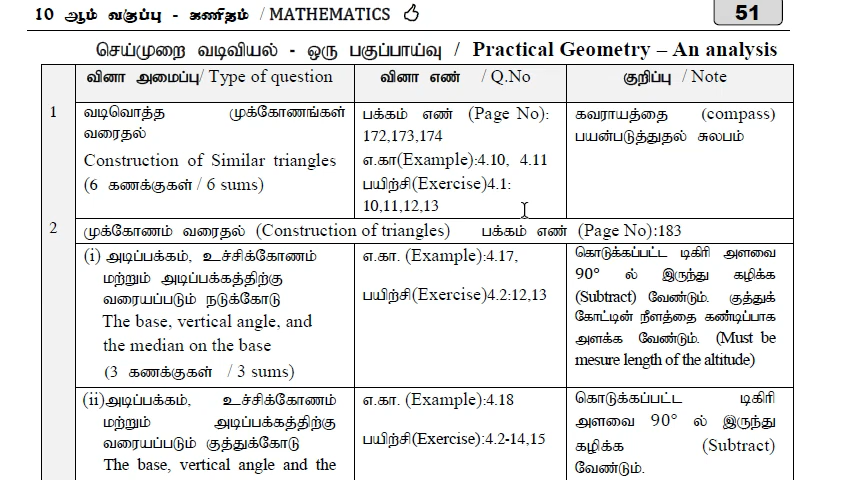 10 ஆம் வகுப்பு - கணிதம் / MATHEMATICS
51
செய்முறை வடிவியல் - ஒரு பகுப்பாய்வு / Practical Geometry – An analysis
வினா அமைப்பு/ Type of question
வினா எண் / Q.No
குறிப்பு / Note
1
வடிவொத்த முக்கோணங்கள்
வரைதல்
Construction of Similar triangles
(6 கணக்குகள் / 6 sums)
பக்கம் எண் (Page No):
172,173,174
எ.கா(Example):4.10, 4.11
பயிற்சி(Exercise)4.1:
10,11,12,13
கவராயத்தை (compass)
பயன்படுத்துதல் சுலபம்
2
முக்கோணம் வரைதல் (Construction of triangles) பக்கம் எண் (Page No):183
(i) அடிப்பக்கம், உச்சிக்கோணம்
மற்றும் அடிப்பக்கத்திற்கு
வரையப்படும் நடுக்கோடு
The base, vertical angle, and
the median on the base
(3 கணக்குகள் / 3 sums)
எ.கா. (Example):4.17,
பயிற்சி(Exercise)4.2:12,13
கொடுக்கப்பட்ட டிகிரி அளவை
90° ல் இருந்து கழிக்க
(Subtract) வேண்டும். குத்துக்
கோட்டின் நீளத்தை கண்டிப்பாக
அளக்க வேண்டும். (Must be
mesure length of the altitude)
(ii)அடிப்பக்கம், உச்சிக்கோணம்
மற்றும் அடிப்பக்கத்திற்கு
வரையப்படும் குத்துக்கோடு
The base, vertical angle and the
எ.கா. (Example):4.18
பயிற்சி(Exercise):4.2-14,15
கொடுக்கப்பட்ட டிகிரி
அளவை 90° ல் இருந்து
கழிக்க (Subtract)
வேண்டும்.